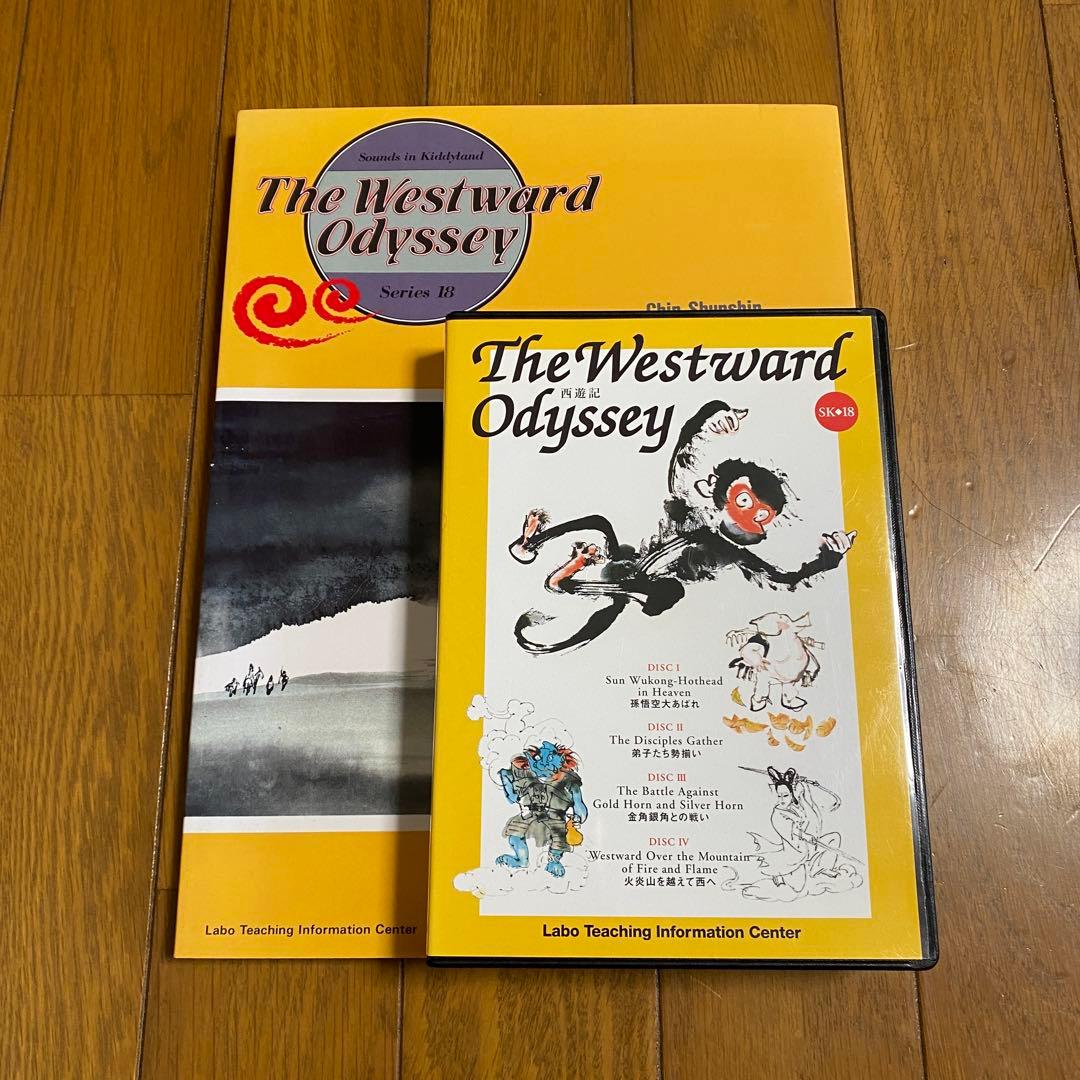 Sounds in Kiddyland
The Westward
Odyssey
Series 18
Chin Shunshin
Labo Teaching Information Center
The Westward
西遊記
Odyssey
SK◆18
DISC I
Sun Wukong-Hothead
in Heaven
孫悟空大あばれ
DISC II
The Disciples Gather
弟子たち勢揃い
DISC III
The Battle Against
Gold Horn and Silver Horn
金角銀角との戦い
DISC IV
Westward Over the Mountain
of Fire and Flame
火炎山を越えて西へ
Labo Teaching Information Center